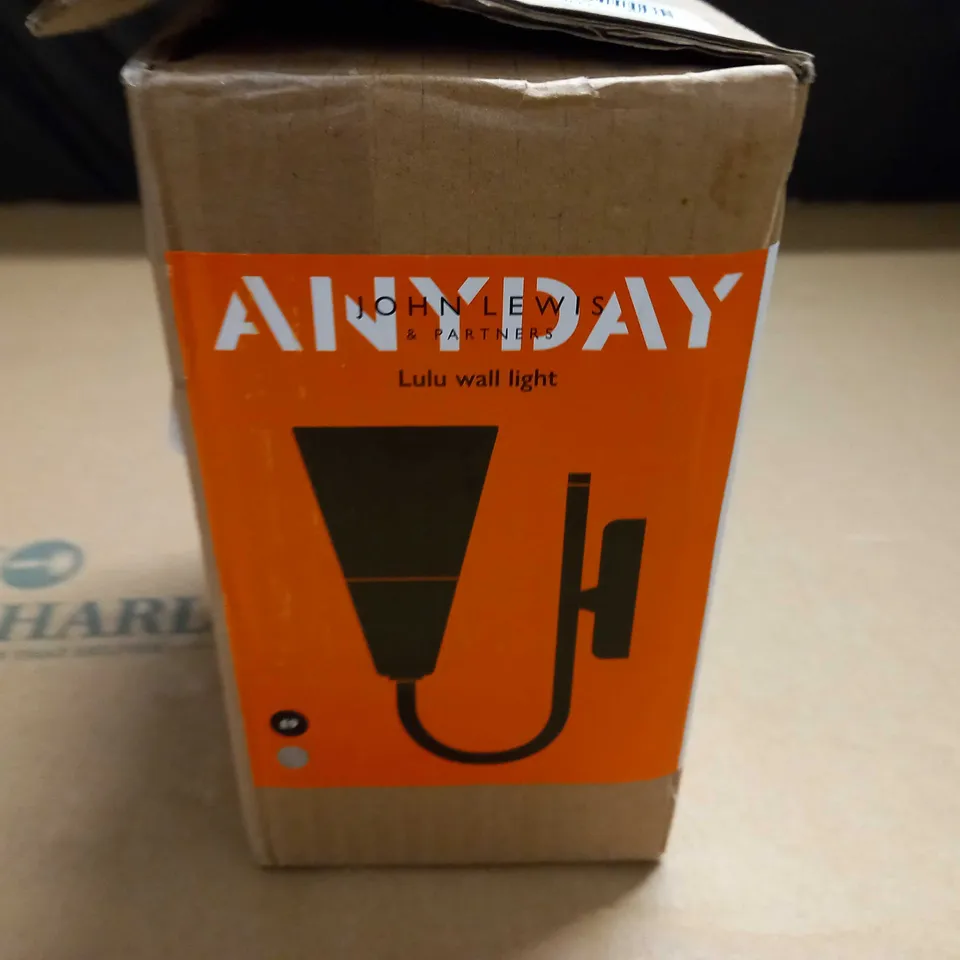 ANYDAY
JOHN LEWIS
& PARTNERS
Lulu wall light
HARL